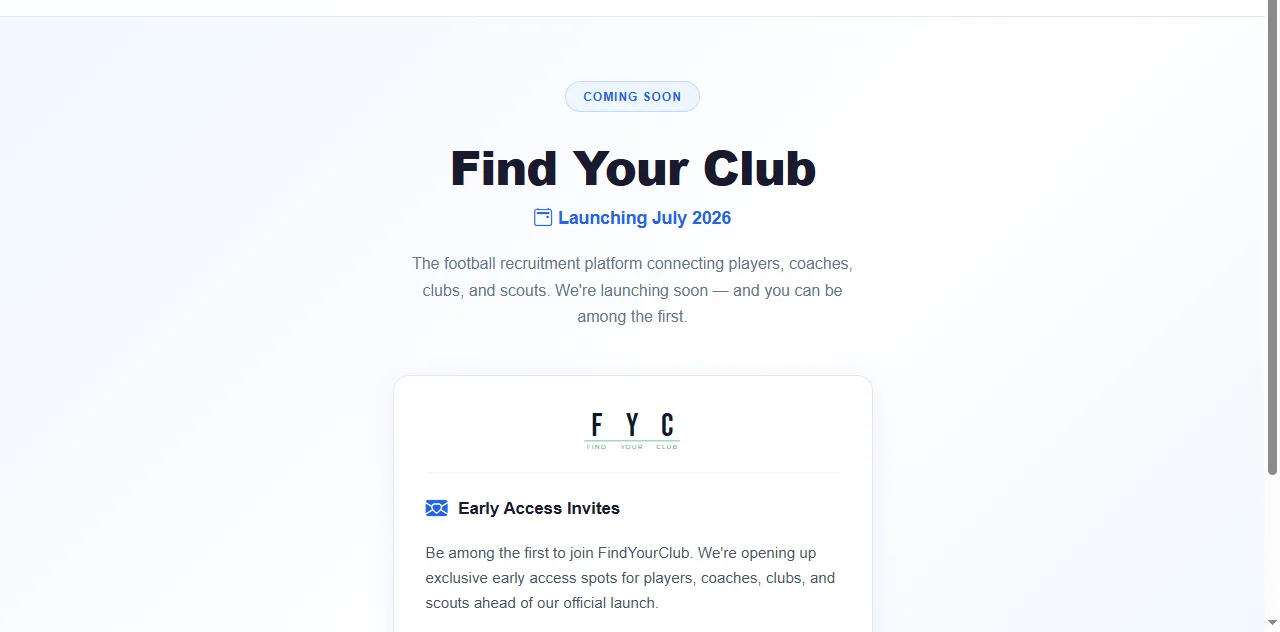 COMING SOON
Find Your Club
Launching July 2026
The football recruitment platform connecting players, coaches,
clubs, and scouts. We're launching soon — and you can be
among the first.
F Y C
FIND YOUR CLUB
Early Access Invites
Be among the first to join FindYourClub. We're opening up
exclusive early access spots for players, coaches, clubs, and
scouts ahead of our official launch.